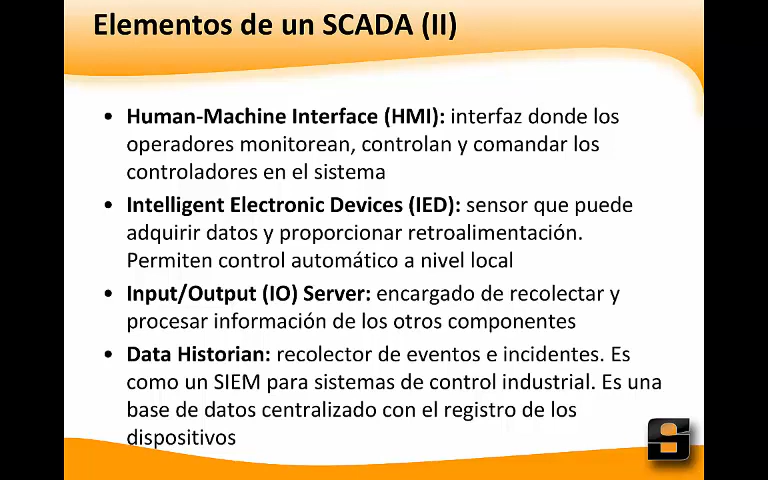 Elementos de un SCADA (II)
• Human-Machine Interface (HMI): interfaz donde los
operadores monitorean, controlan y comandar los
controladores en el sistema
• Intelligent Electronic Devices (IED): sensor que puede
adquirir datos y proporcionar retroalimentación.
Permiten control automático a nivel local
• Input/Output (IO) Server: encargado de recolectar y
procesar información de los otros componentes
• Data Historian: recolector de eventos e incidentes. Es
como un SIEM para sistemas de control industrial. Es una
base de datos centralizado con el registro de los
dispositivos